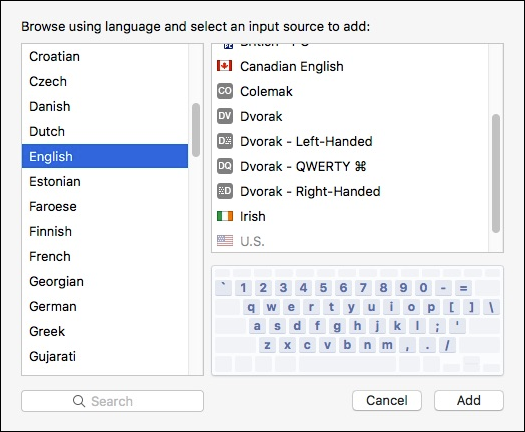 Browse using language and select an input source to add:
Croatian
Czech
Danish
Dutch
English
Estonian
Faroese
Finnish
French
Georgian
German
Greek
Gujarati
British - PC
Canadian English
CO Colemak
DV Dvorak
D Dvorak - Left-Handed
DQ Dvorak - QWERTY ⌘
D Dvorak - Right-Handed
Irish
U.S.
` 1 2 3 4 5 6 7 8 9 0 - =
q w e r t y u i o p [ ] \
a s d f g h j k l ; '
z x c v b n m , . /
Search
Cancel Add